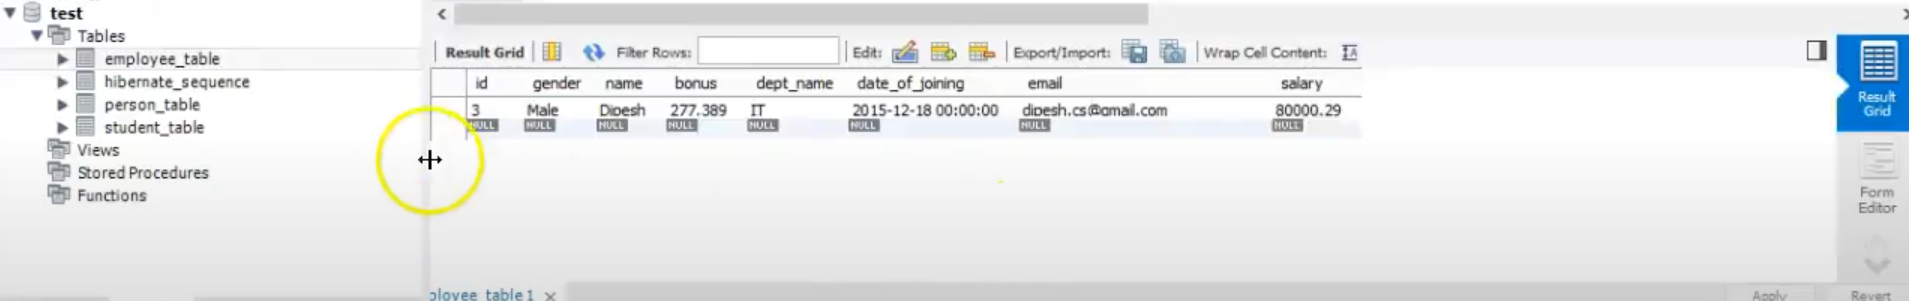 test
Tables
employee_table
hibernate_sequence
person_table
student_table
Views
Stored Procedures
Functions
Result Grid Filter Rows: Edit: Export/Import: Wrap Cell Content: IA
id gender name bonus dept_name date_of_joining email salary
3 Male Dipesh 277.389 IT 2015-12-18 00:00:00 dipesh.cs@gmail.com 80000.29
NULL NULL NULL NULL NULL NULL NULL NULL
Result
Grid
Form
Editor
ployee table 1 × Apply Revert